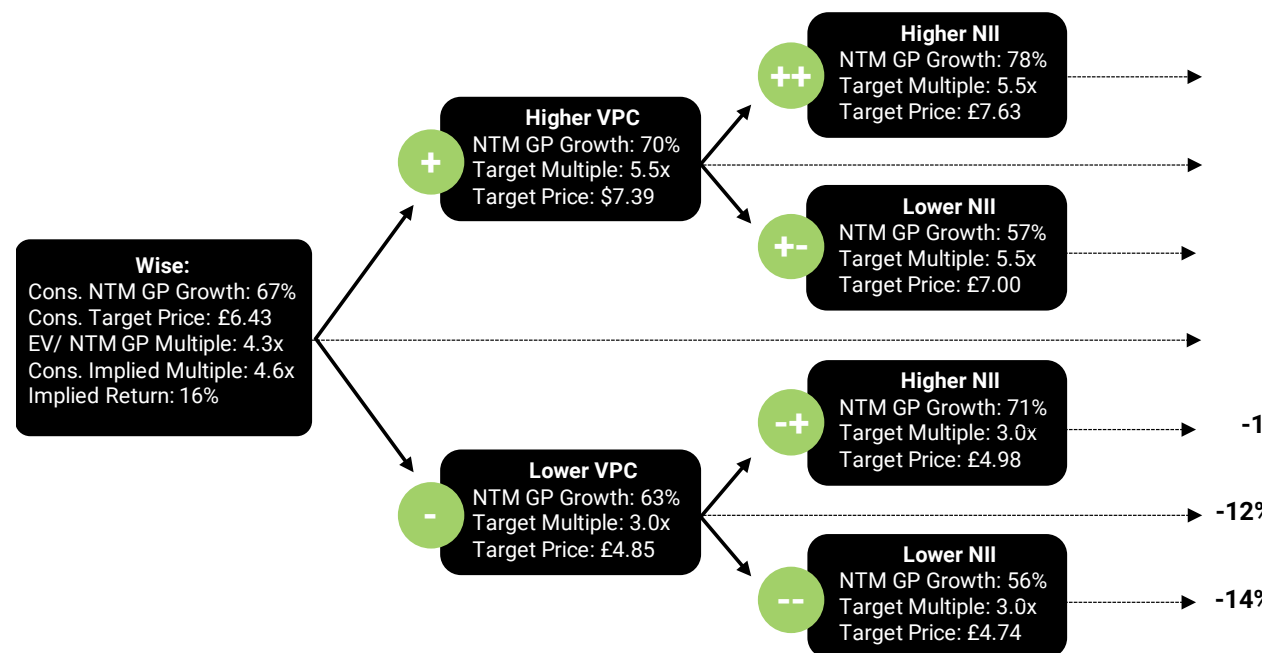 Wise:
Cons. NTM GP Growth: 67%
Cons. Target Price: £6.43
EV/ NTM GP Multiple: 4.3x
Cons. Implied Multiple: 4.6x
Implied Return: 16%
+
Higher VPC
NTM GP Growth: 70%
Target Multiple: 5.5x
Target Price: $7.39
++
Higher NII
NTM GP Growth: 78%
Target Multiple: 5.5x
Target Price: £7.63
+-
Lower NII
NTM GP Growth: 57%
Target Multiple: 5.5x
Target Price: £7.00
-
Lower VPC
NTM GP Growth: 63%
Target Multiple: 3.0x
Target Price: £4.85
-+
Higher NII
NTM GP Growth: 71%
Target Multiple: 3.0x
Target Price: £4.98
--
Lower NII
NTM GP Growth: 56%
Target Multiple: 3.0x
Target Price: £4.74
-12%
-14%